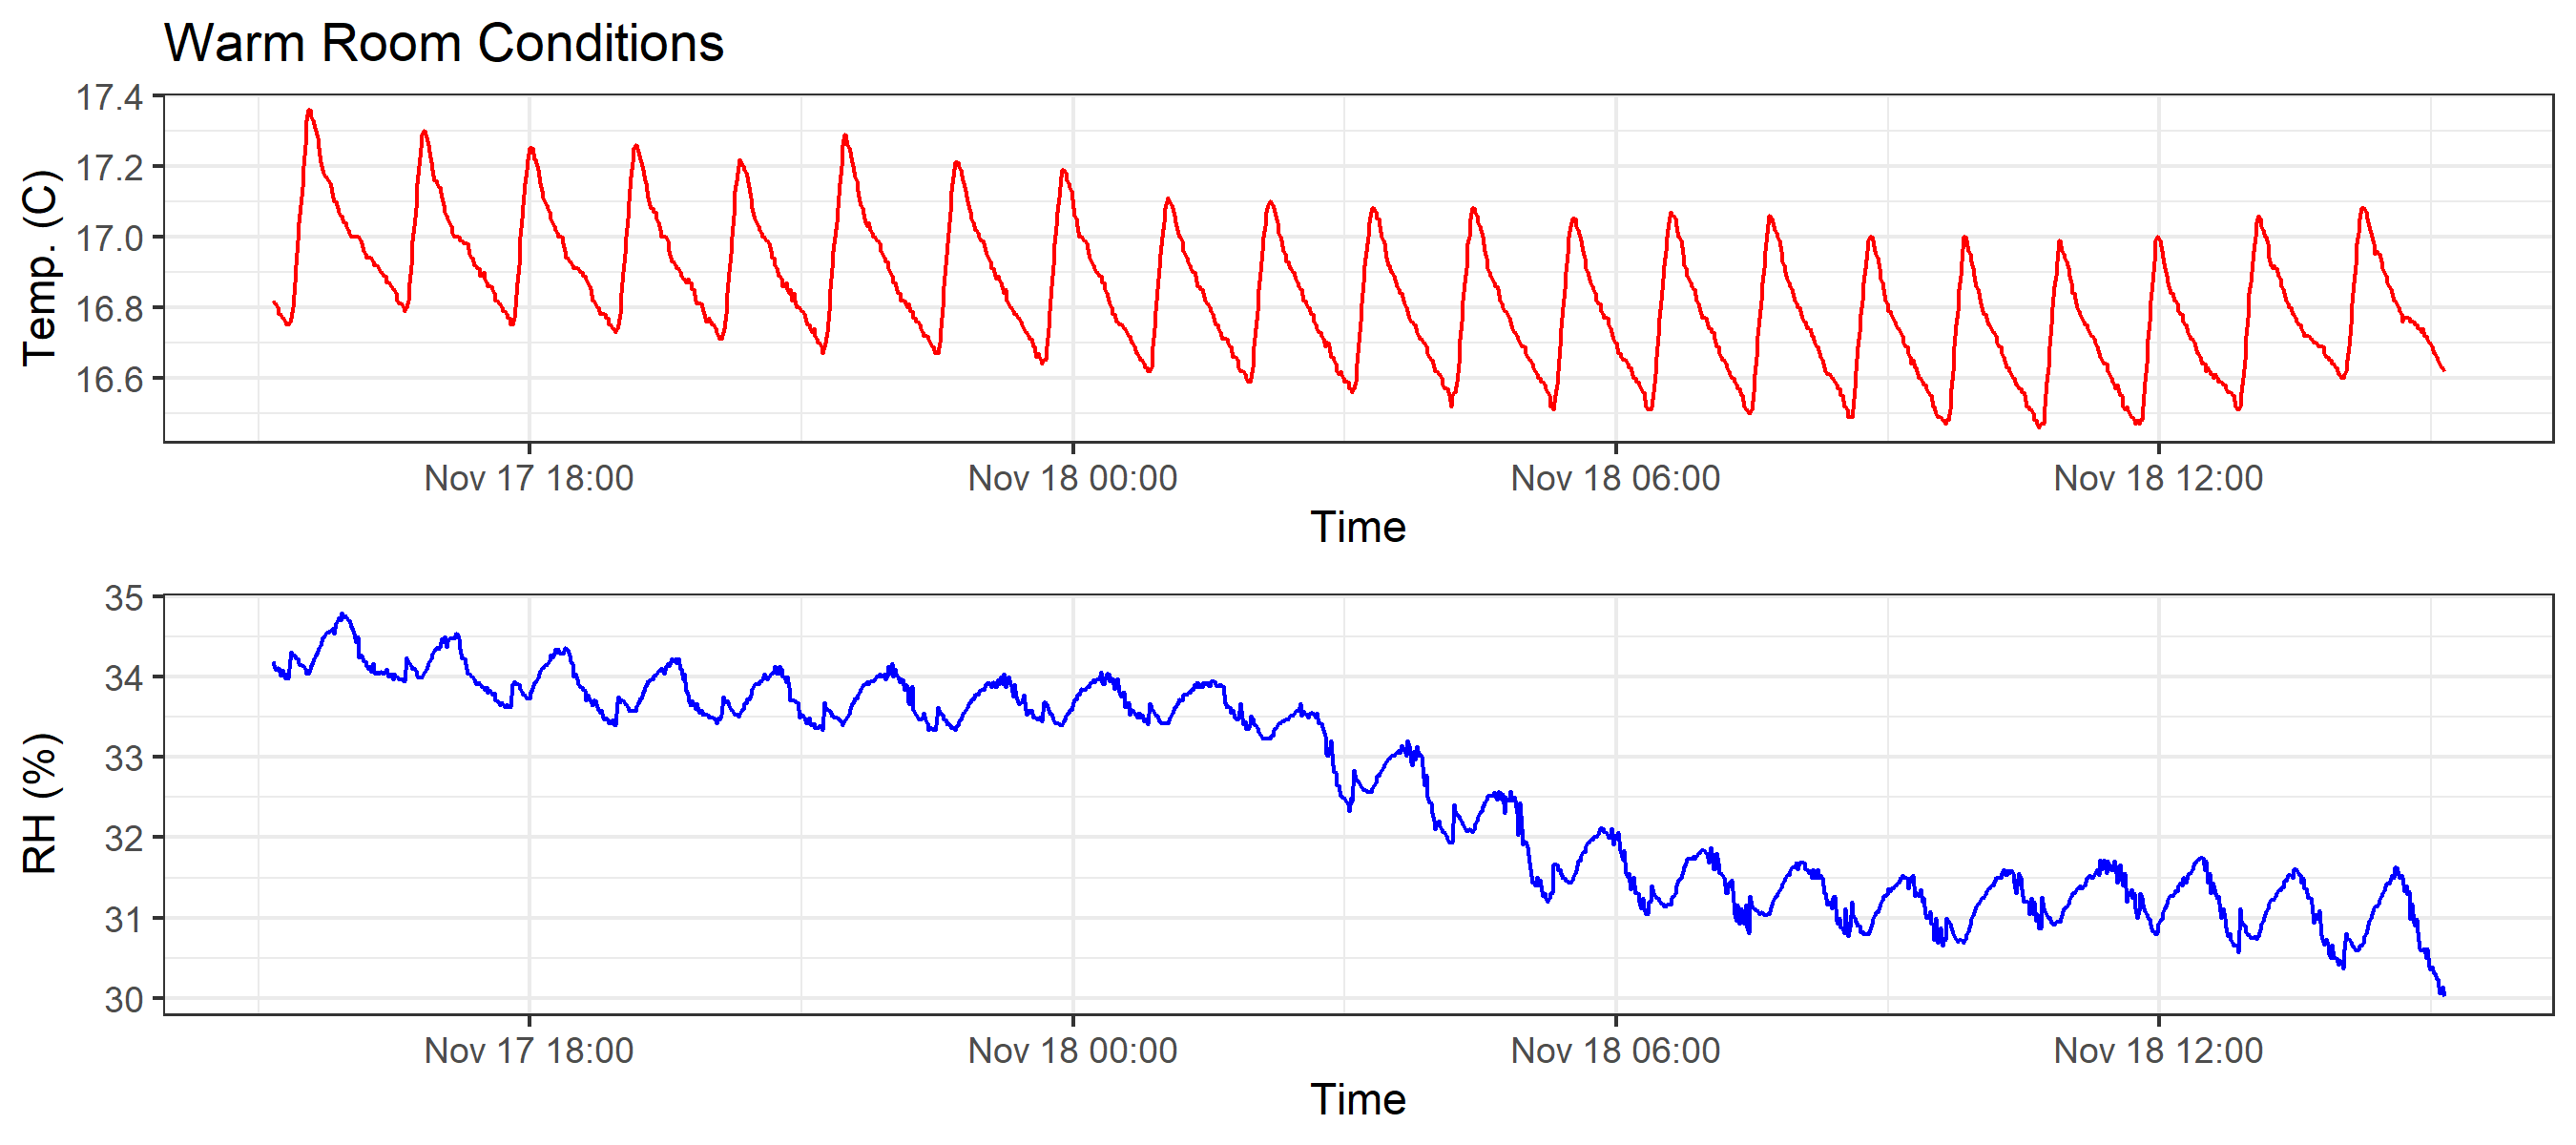 Warm Room Conditions
Temp. (C)
17.4
17.2
17.0
16.8
16.6
Nov 17 18:00 Nov 18 00:00 Nov 18 06:00 Nov 18 12:00
Time
RH (%)
35
34
33
32
31
30
Nov 17 18:00 Nov 18 00:00 Nov 18 06:00 Nov 18 12:00
Time